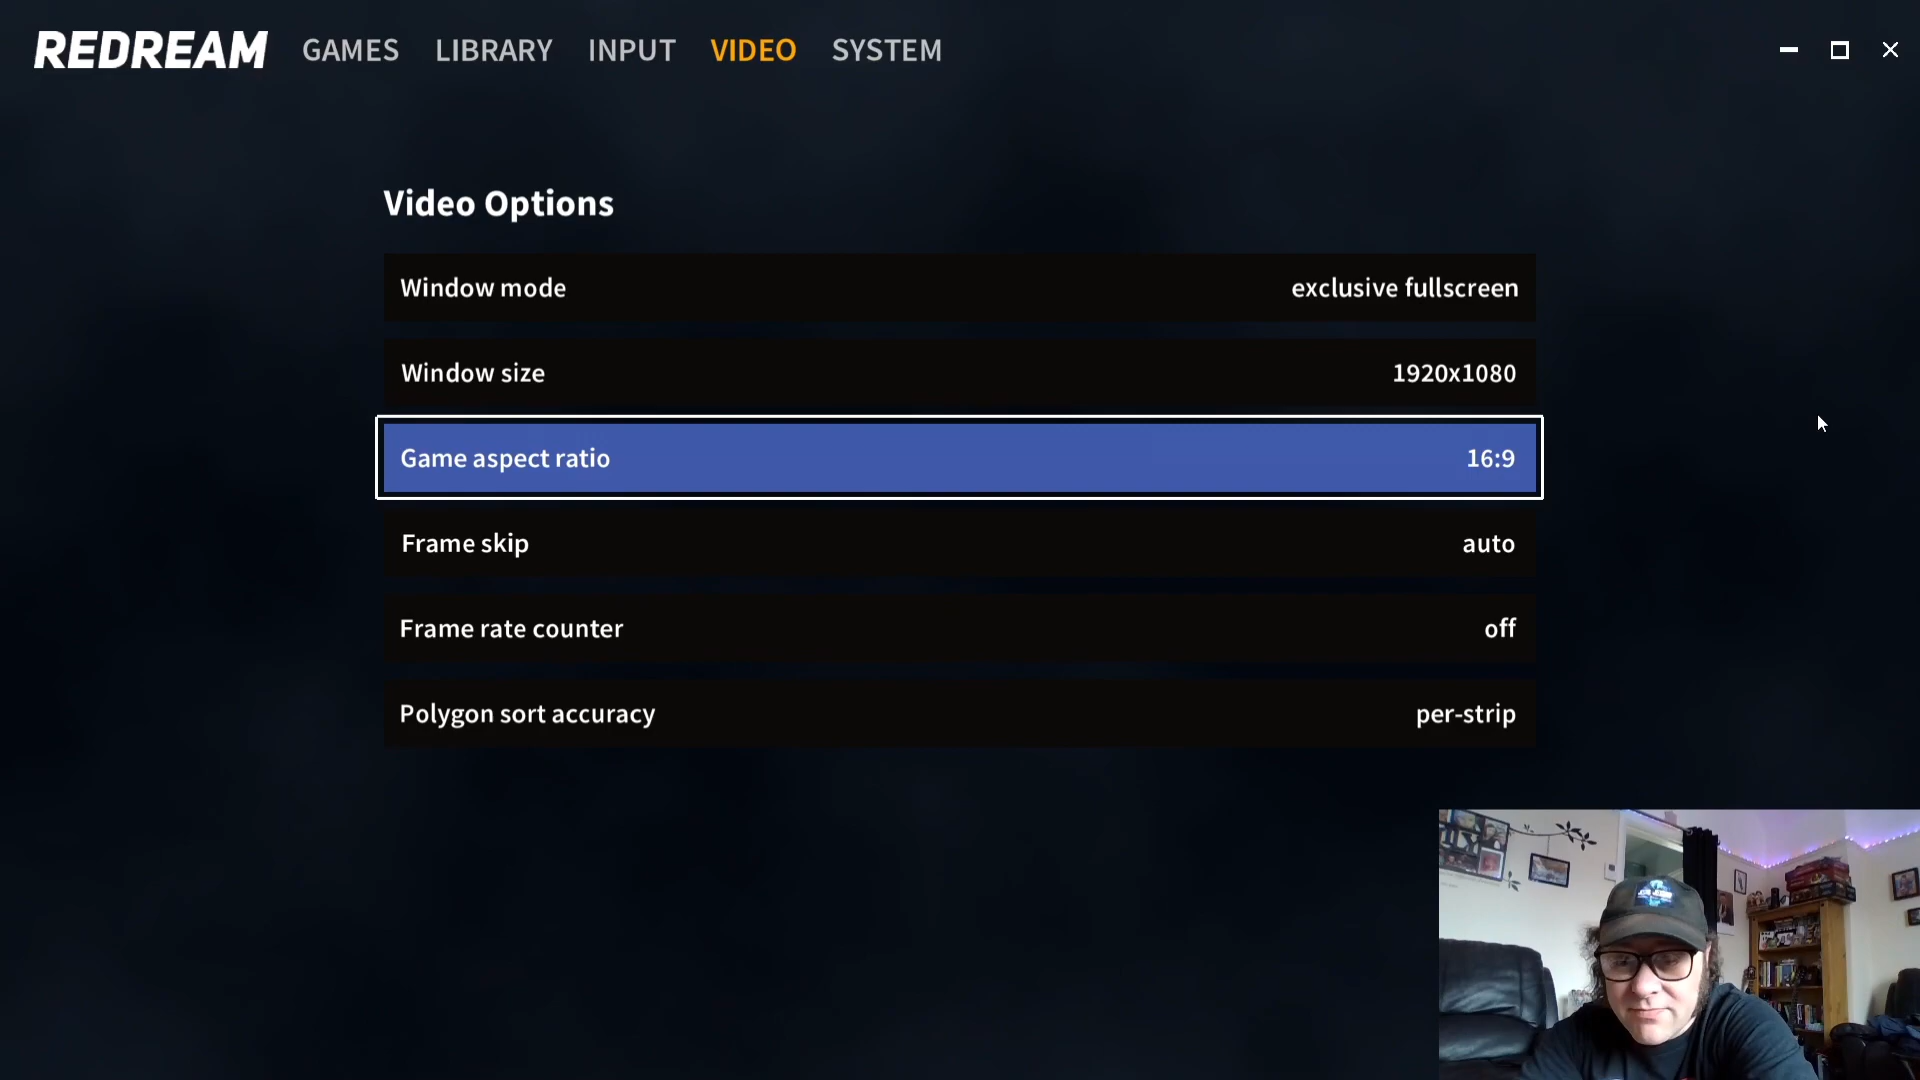 REDREAM GAMES LIBRARY INPUT VIDEO SYSTEM
Video Options
Window mode exclusive fullscreen
Window size 1920x1080
Game aspect ratio 16:9
Frame skip auto
Frame rate counter off
Polygon sort accuracy per-strip